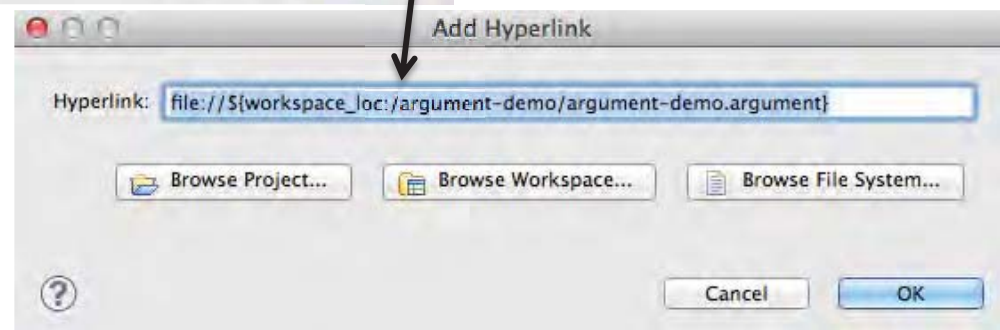 Add Hyperlink
Hyperlink: file://${workspace_loc:/argument-demo/argument-demo.argument}
Browse Project... Browse Workspace... Browse File System...
? Cancel OK